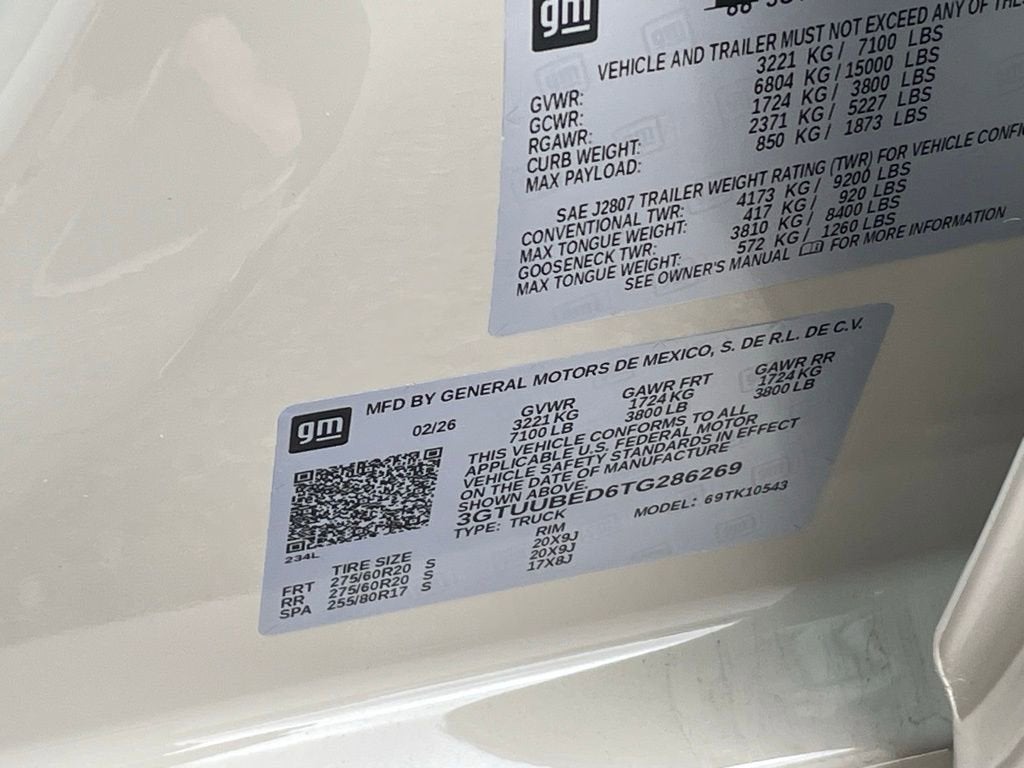 gm
VEHICLE AND TRAILER MUST NOT EXCEED ANY OF THE
GVWR: 3221 KG / 7100 LBS
GCWR: 6804 KG / 15000 LBS
RGAWR: 1724 KG / 3800 LBS
CURB WEIGHT: 2371 KG / 5227 LBS
MAX PAYLOAD: 850 KG / 1873 LBS
SAE J2807 TRAILER WEIGHT RATING (TWR) FOR VEHICLE CONFI
CONVENTIONAL TWR: 4173 KG / 9200 LBS
MAX TONGUE WEIGHT: 417 KG / 920 LBS
GOOSENECK TWR: 3810 KG / 8400 LBS
MAX TONGUE WEIGHT: 572 KG / 1260 LBS
SEE OWNER'S MANUAL FOR MORE INFORMATION
gm
MFD BY GENERAL MOTORS DE MEXICO, S. DE R.L. DE C.V.
02/26 GVWR GAWR FRT GAWR RR
3221 KG 1724 KG 1724 KG
7100 LB 3800 LB 3800 LB
THIS VEHICLE CONFORMS TO ALL
APPLICABLE U.S. FEDERAL MOTOR
VEHICLE SAFETY STANDARDS IN EFFECT
ON THE DATE OF MANUFACTURE
SHOWN ABOVE.
3GTUUBED6TG286269
TYPE: TRUCK MODEL: 69TK10543
234L
TIRE SIZE RIM
FRT 275/60R20 S 20X9J
RR 275/60R20 S 20X9J
SPA 255/80R17 S 17X8J